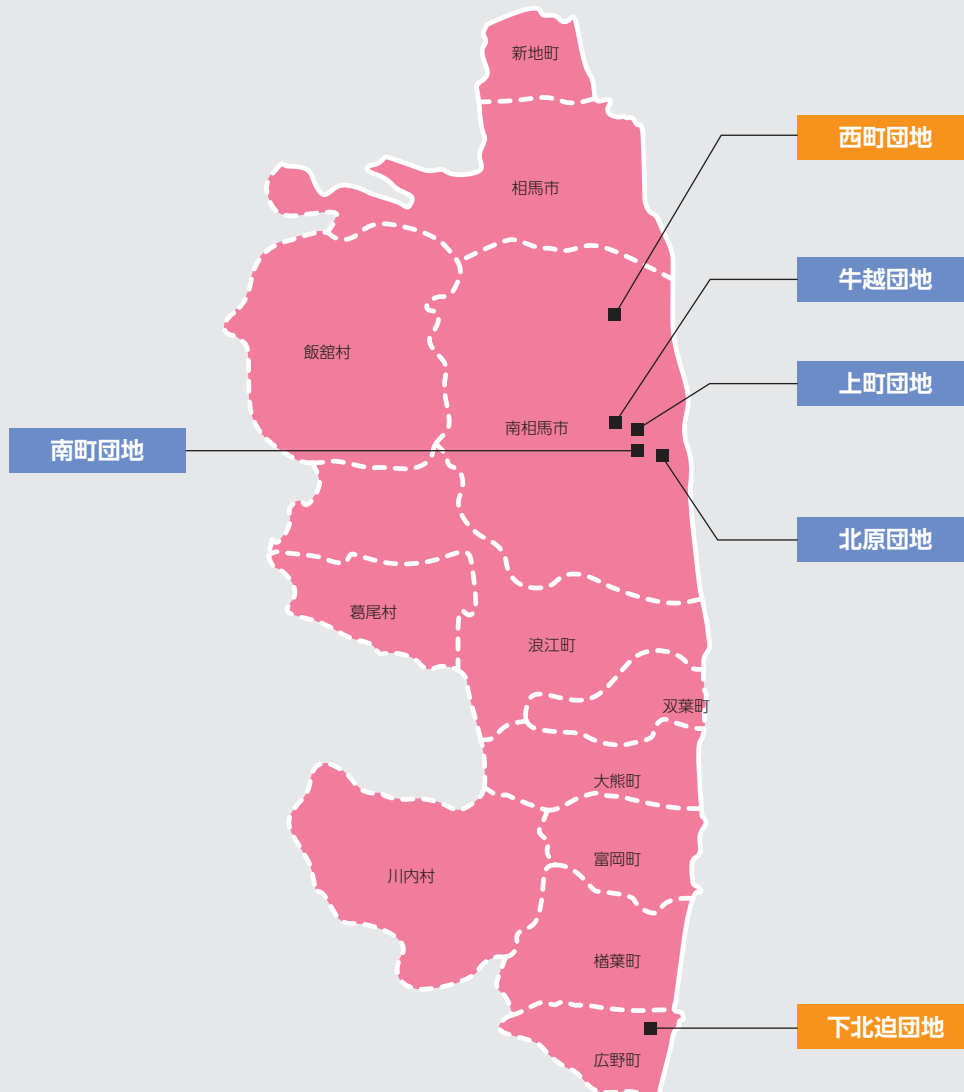 新地町
西町団地
相馬市
牛越団地
飯舘村
上町団地
南相馬市
南町団地
北原団地
葛尾村
浪江町
双葉町
大熊町
富岡町
川内村
楢葉町
下北迫団地
広野町